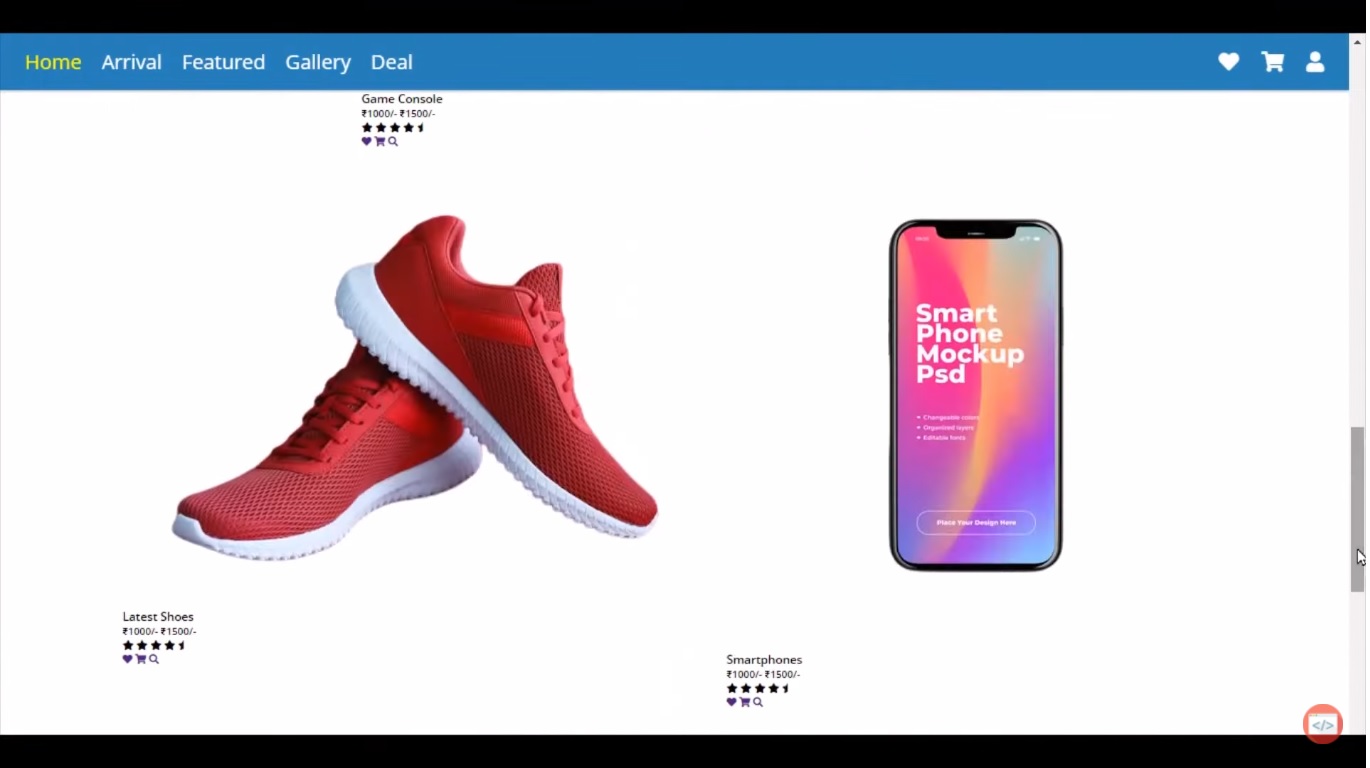 Home Arrival Featured Gallery Deal
Game Console
₹1000/- ₹1500/-
Smart
Phone
Mockup
Psd
Changeable colors
Organized layers
Editable fonts
Place Your Design Here
Latest Shoes
₹1000/- ₹1500/-
Smartphones
₹1000/- ₹1500/-